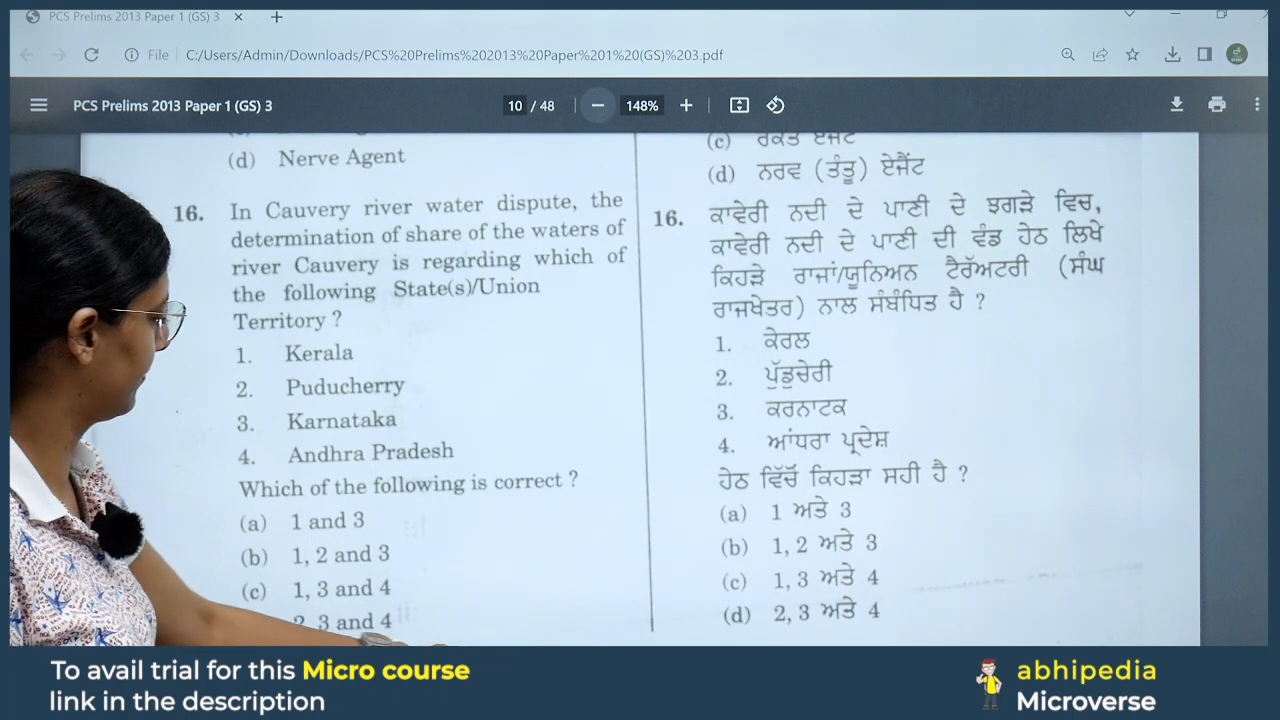 PCS Prelims 2013 Paper 1 (GS) 3
File C:/Users/Admin/Downloads/PCS%20Prelims%202013%20Paper%201%20(GS)%203.pdf
PCS Prelims 2013 Paper 1 (GS) 3
10 / 48
148%
(d) Nerve Agent
16. In Cauvery river water dispute, the
determination of share of the waters of
river Cauvery is regarding which of
the following State(s)/Union
Territory ?
1. Kerala
2. Puducherry
3. Karnataka
4. Andhra Pradesh
Which of the following is correct ?
(a) 1 and 3
(b) 1, 2 and 3
(c) 1, 3 and 4
2, 3 and 4
(c) ਰਕਤ ਏਜੰਟ
(d) ਨਰਵ (ਤੰਤੂ) ਏਜੈਂਟ
16. ਕਾਵੇਰੀ ਨਦੀ ਦੇ ਪਾਣੀ ਦੇ ਝਗੜੇ ਵਿਚ,
ਕਾਵੇਰੀ ਨਦੀ ਦੇ ਪਾਣੀ ਦੀ ਵੰਡ ਹੇਠ ਲਿਖੇ
ਕਿਹੜੇ ਰਾਜਾਂ/ਯੂਨਿਅਨ ਟੈਰੱਅਟਰੀ (ਸੰਘ
ਰਾਜਖੇਤਰ) ਨਾਲ ਸੰਬੰਧਿਤ ਹੈ ?
1. ਕੇਰਲ
2. ਪੁੱਡੁਚੇਰੀ
3. ਕਰਨਾਟਕ
4. ਆਂਧਰਾ ਪ੍ਰਦੇਸ਼
ਹੇਠ ਵਿੱਚੋਂ ਕਿਹੜਾ ਸਹੀ ਹੈ ?
(a) 1 ਅਤੇ 3
(b) 1, 2 ਅਤੇ 3
(c) 1, 3 ਅਤੇ 4
(d) 2, 3 ਅਤੇ 4
To avail trial for this Micro course
link in the description
abhipedia
Microverse